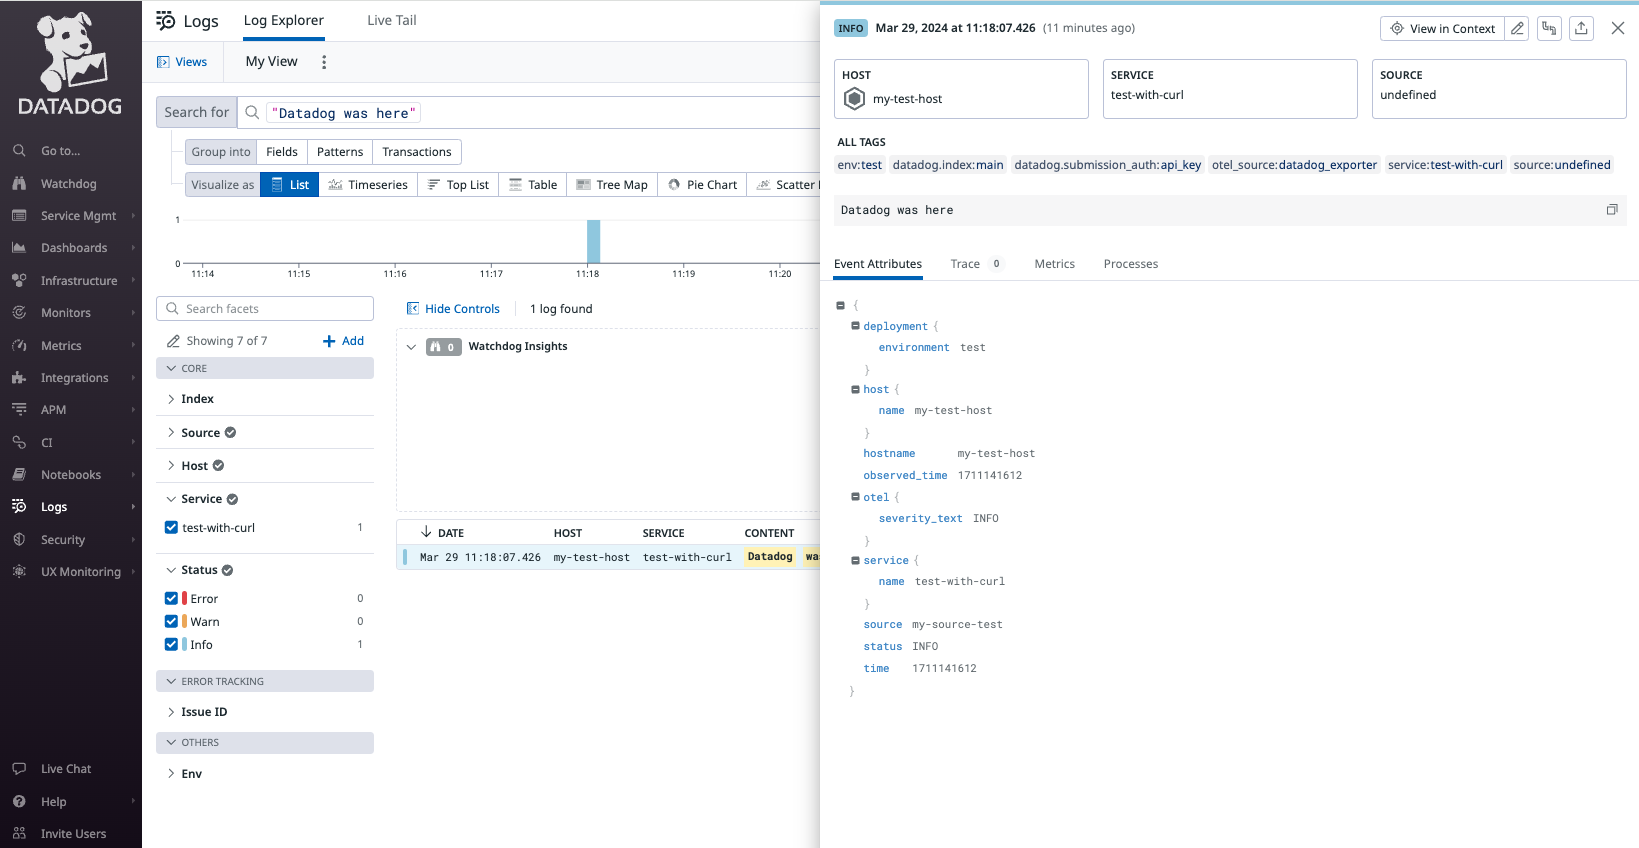 DATADOG
Go to...
Watchdog
Service Mgmt
Dashboards
Infrastructure
Monitors
Metrics
Integrations
APM
CI
Notebooks
Logs
Security
UX Monitoring
Live Chat
Help
Invite Users
Logs
Log Explorer
Live Tail
Views
My View
Search for
"Datadog was here"
Group into
Fields
Patterns
Transactions
Visualize as
List
Timeseries
Top List
Table
Tree Map
Pie Chart
Scatter
1
0
11:14
11:15
11:16
11:17
11:18
11:19
11:20
Search facets
Showing 7 of 7
Add
CORE
Index
Source
Host
Service
test-with-curl 1
Status
Error 0
Warn 0
Info 1
ERROR TRACKING
Issue ID
OTHERS
Env
Hide Controls
1 log found
0
Watchdog Insights
DATE HOST SERVICE CONTENT
Mar 29 11:18:07.426 my-test-host test-with-curl Datadog wa
INFO Mar 29, 2024 at 11:18:07.426 (11 minutes ago)
View in Context
HOST
my-test-host
SERVICE
test-with-curl
SOURCE
undefined
ALL TAGS
env:test datadog.index:main datadog.submission_auth:api_key otel_source:datadog_exporter service:test-with-curl source:undefined
Datadog was here
Event Attributes
Trace 0
Metrics
Processes
{
deployment {
environment test
}
host {
name my-test-host
}
hostname my-test-host
observed_time 1711141612
otel {
severity_text INFO
}
service {
name test-with-curl
}
source my-source-test
status INFO
time 1711141612
}